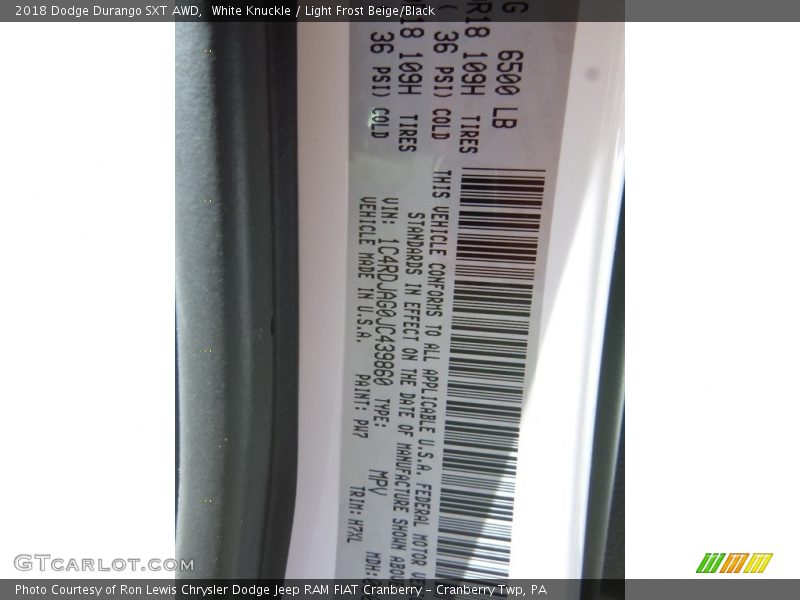 2018 Dodge Durango SXT AWD,  White Knuckle / Light Frost Beige/Black
G 6500 LB
R18 109H TIRES
36 PSI) COLD
18 109H TIRES
36 PSI) COLD
THIS VEHICLE CONFORMS TO ALL APPLICABLE U.S.A. FEDERAL MOTOR
STANDARDS IN EFFECT ON THE DATE OF MANUFACTURE SHOWN ABOV
VIN: 1C4RDJAG0JC439860 TYPE: MPV MDH:
VEHICLE MADE IN U.S.A. PAINT: PW7 TRIM: H7XL
GTCarLot.com
Photo Courtesy of Ron Lewis Chrysler Dodge Jeep RAM FIAT Cranberry – Cranberry Twp, PA